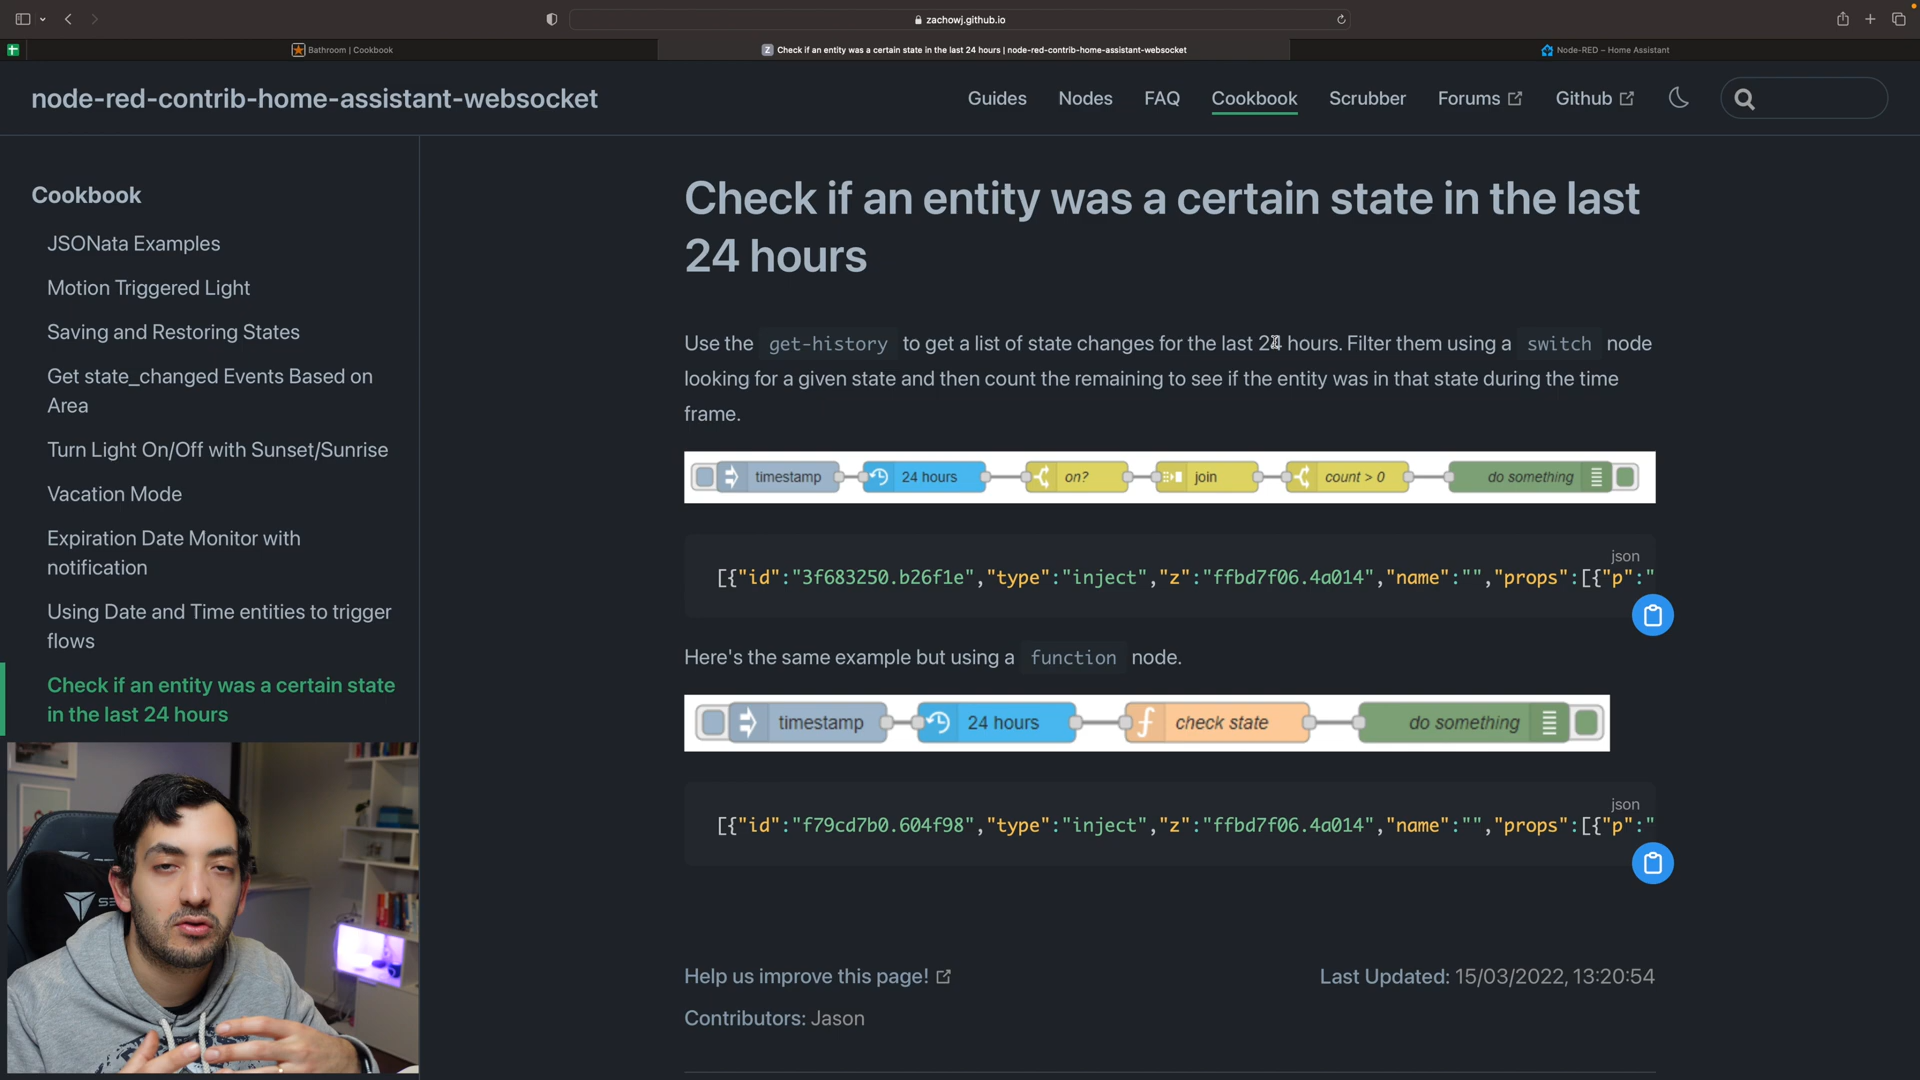 zachowj.github.io
Bathroom | Cookbook
Check if an entity was a certain state in the last 24 hours | node-red-contrib-home-assistant-websocket
Node-RED – Home Assistant
node-red-contrib-home-assistant-websocket
Guides
Nodes
FAQ
Cookbook
Scrubber
Forums
Github
Cookbook
JSONata Examples
Motion Triggered Light
Saving and Restoring States
Get state_changed Events Based on
Area
Turn Light On/Off with Sunset/Sunrise
Vacation Mode
Expiration Date Monitor with
notification
Using Date and Time entities to trigger
flows
Check if an entity was a certain state
in the last 24 hours
Check if an entity was a certain state in the last
24 hours
Use the get-history to get a list of state changes for the last 24 hours. Filter them using a switch node
looking for a given state and then count the remaining to see if the entity was in that state during the time
frame.
timestamp
24 hours
on?
join
count > 0
do something
json
[{"id":"3f683250.b26f1e","type":"inject","z":"ffbd7f06.4a014","name":"","props":[{"p":"
Here's the same example but using a function node.
timestamp
24 hours
check state
do something
json
[{"id":"f79cd7b0.604f98","type":"inject","z":"ffbd7f06.4a014","name":"","props":[{"p":"
Help us improve this page!
Last Updated: 15/03/2022, 13:20:54
Contributors: Jason